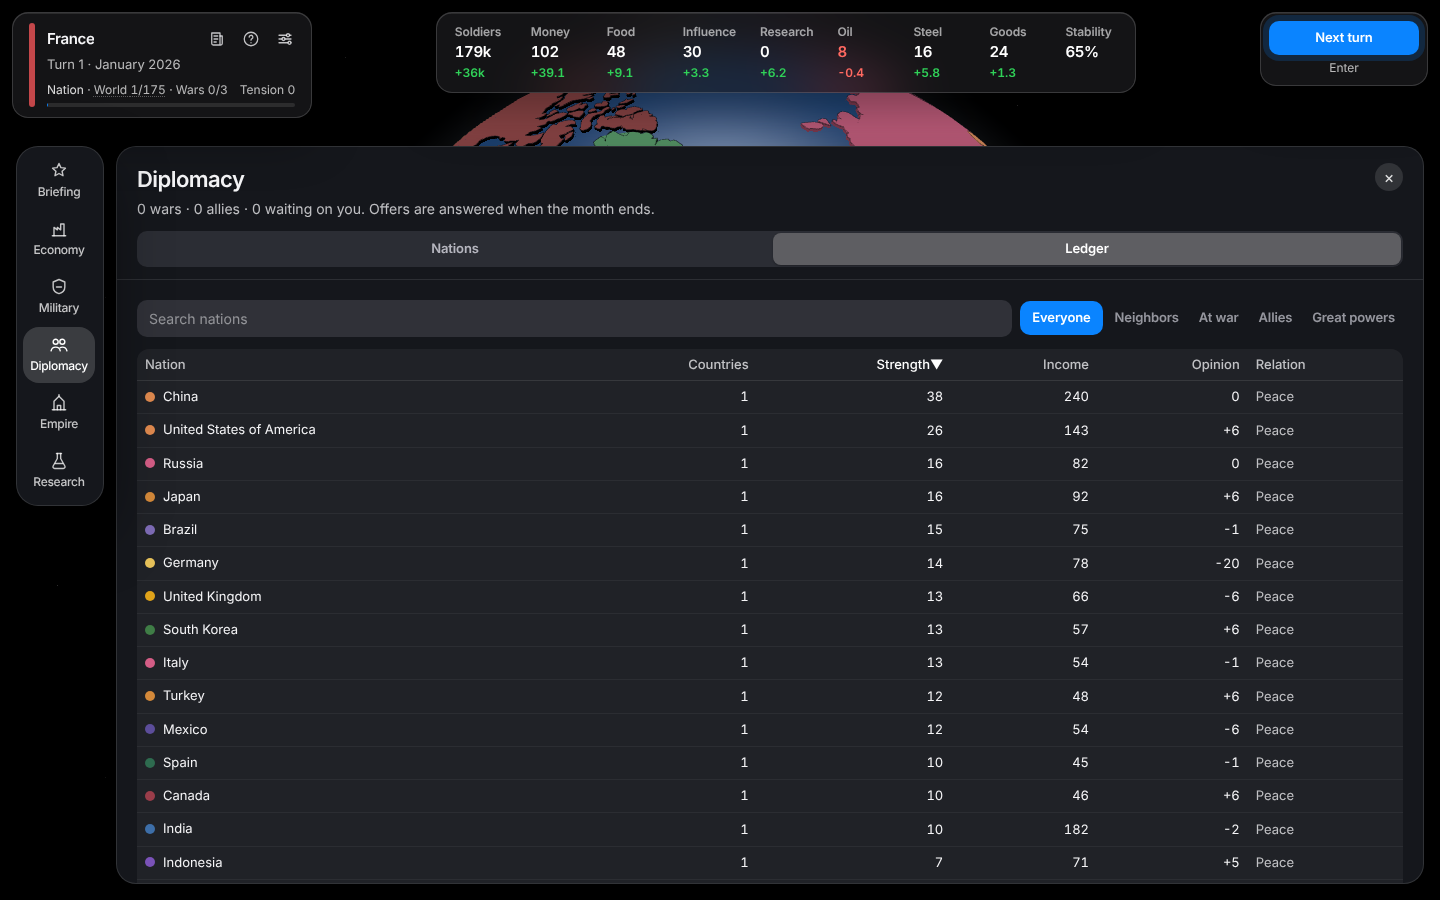 France
Turn 1 · January 2026
Nation · World 1/175 · Wars 0/3 Tension 0
Soldiers Money Food Influence Research Oil Steel Goods Stability
179k 102 48 30 0 8 16 24 65%
+36k +39.1 +9.1 +3.3 +6.2 -0.4 +5.8 +1.3
Next turn
Enter
Briefing
Economy
Military
Diplomacy
Empire
Research
Diplomacy
0 wars · 0 allies · 0 waiting on you. Offers are answered when the month ends.
Nations Ledger
Search nations Everyone Neighbors At war Allies Great powers
Nation Countries Strength▼ Income Opinion Relation
China 1 38 240 0 Peace
United States of America 1 26 143 +6 Peace
Russia 1 16 82 0 Peace
Japan 1 16 92 +6 Peace
Brazil 1 15 75 -1 Peace
Germany 1 14 78 -20 Peace
United Kingdom 1 13 66 -6 Peace
South Korea 1 13 57 +6 Peace
Italy 1 13 54 -1 Peace
Turkey 1 12 48 +6 Peace
Mexico 1 12 54 -6 Peace
Spain 1 10 45 -1 Peace
Canada 1 10 46 +6 Peace
India 1 10 182 -2 Peace
Indonesia 1 7 71 +5 Peace